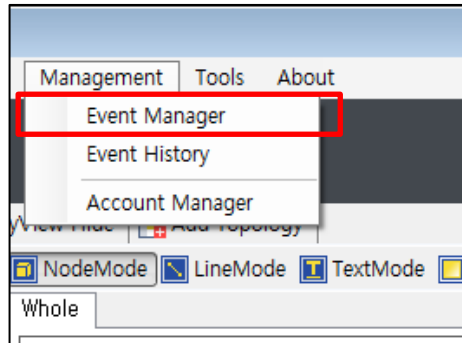 Management Tools About
Event Manager
Event History
Account Manager
Add Topology
NodeMode LineMode TextMode
Whole